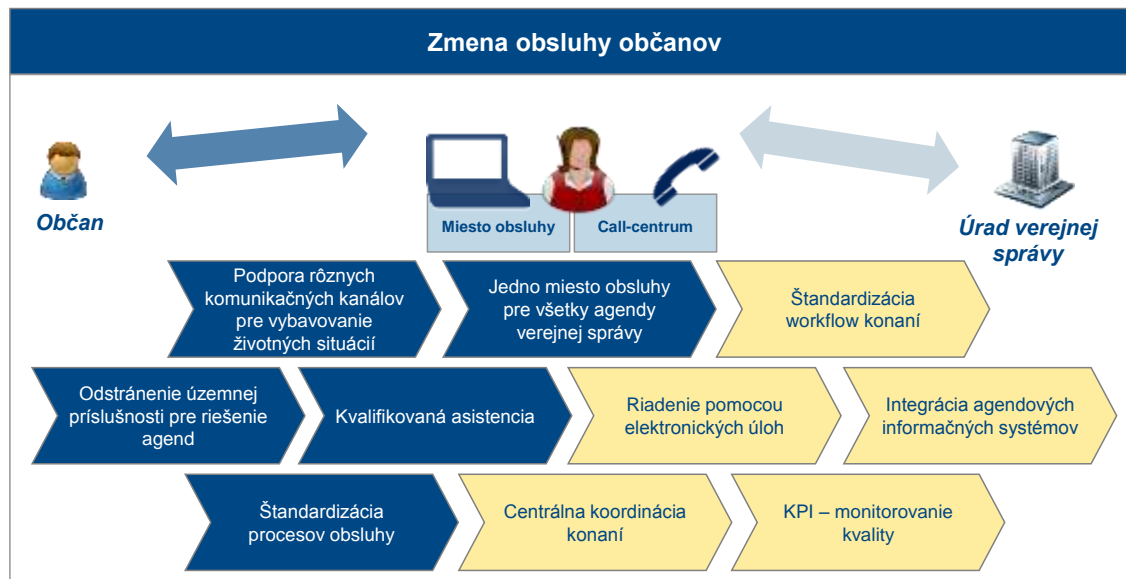 Zmena obsluhy občanov
Občan
Miesto obsluhy
Call-centrum
Úrad verejnej
správy
Podpora rôznych
komunikačných kanálov
pre vybavovanie
životných situácií
Jedno miesto obsluhy
pre všetky agendy
verejnej správy
Štandardizácia
workflow konaní
Odstránenie územnej
príslušnosti pre riešenie
agend
Kvalifikovaná asistencia
Riadenie pomocou
elektronických úloh
Integrácia agendových
informačných systémov
Štandardizácia
procesov obsluhy
Centrálna koordinácia
konaní
KPI – monitorovanie
kvality